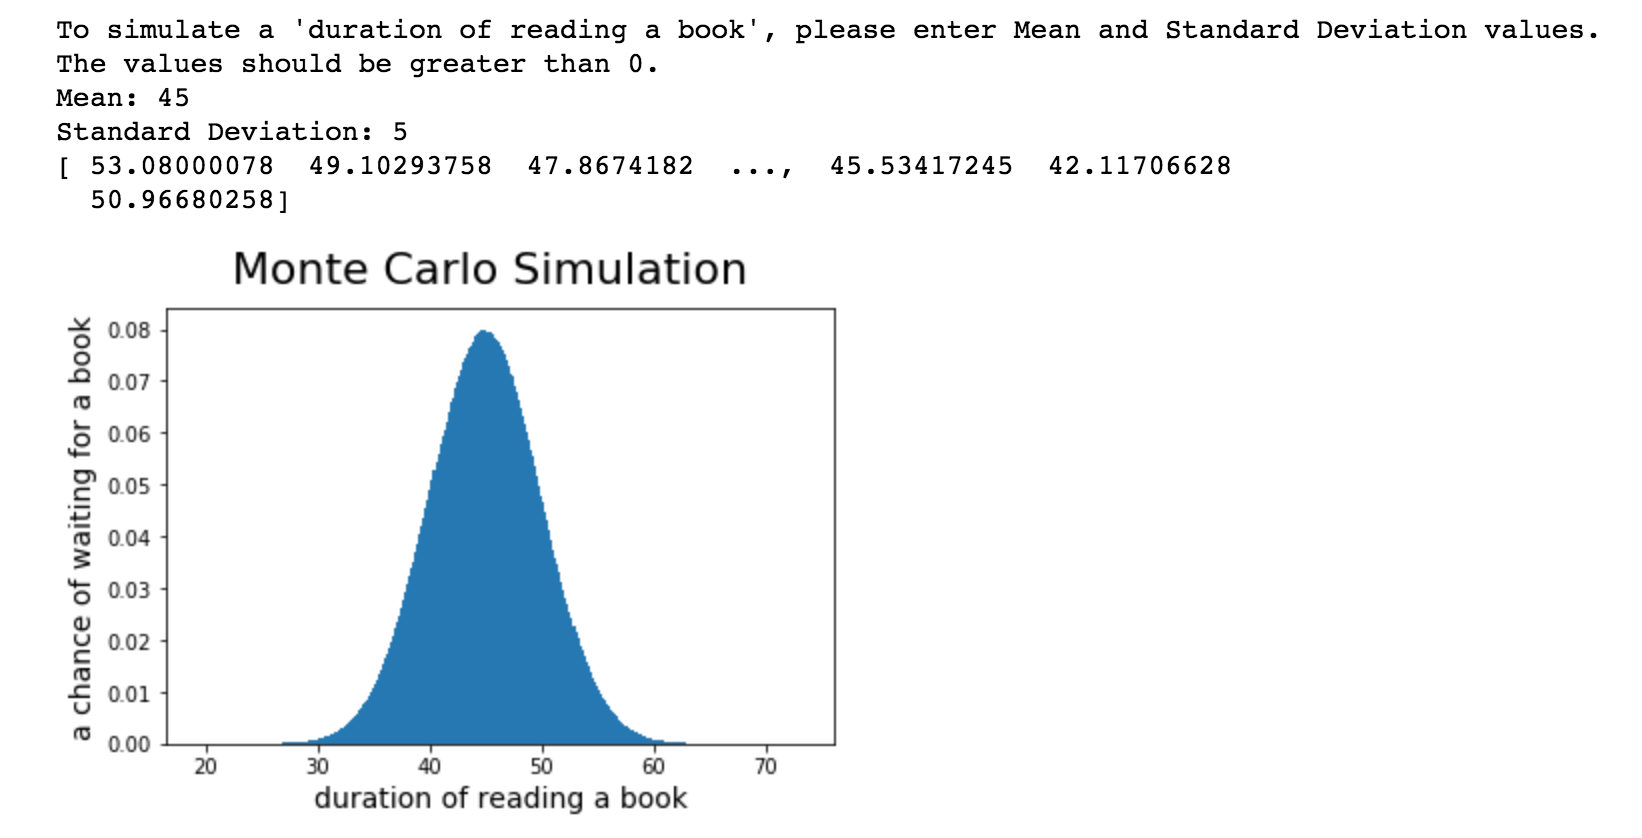 To simulate a 'duration of reading a book', please enter Mean and Standard Deviation values.
The values should be greater than 0.
Mean: 45
Standard Deviation: 5
[ 53.08000078  49.10293758  47.8674182  ...,  45.53417245  42.11706628
50.96680258]
Monte Carlo Simulation
a chance of waiting for a book
0.08
0.07
0.06
0.05
0.04
0.03
0.02
0.01
0.00
20 30 40 50 60 70
duration of reading a book